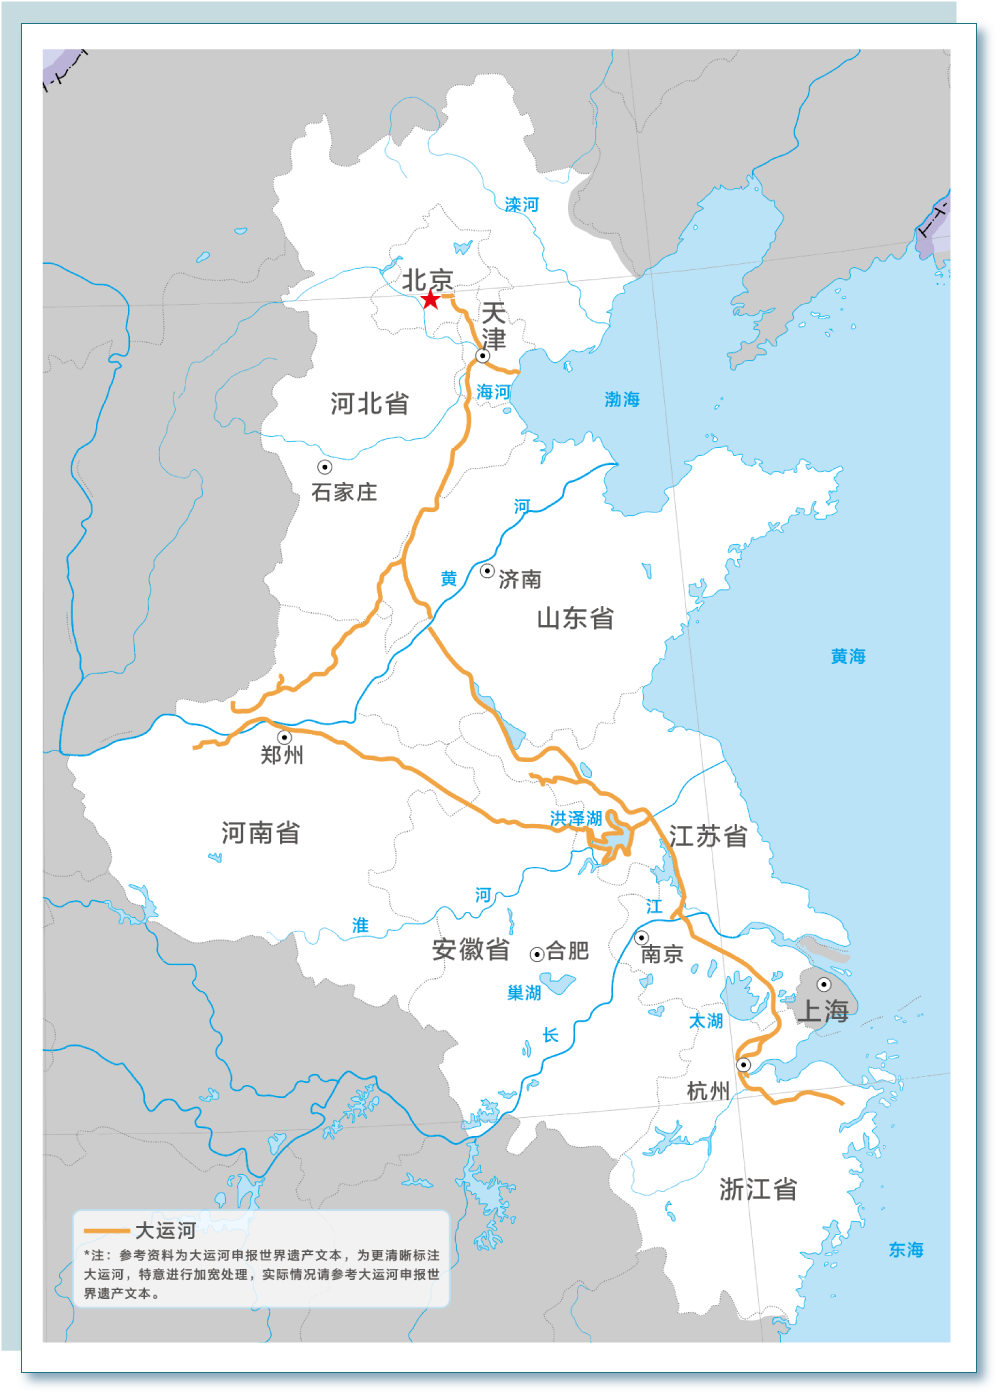 滦河
北京
天
津
海河
河北省
渤海
石家庄
河
黄
济南
山东省
黄海
郑州
洪泽湖
河南省
江苏省
河
江
淮
安徽省
合肥
南京
巢湖
上海
太湖
长
杭州
浙江省
东海
大运河
*注：参考资料为大运河申报世界遗产文本，为更清晰标注
大运河，特意进行加宽处理，实际情况请参考大运河申报世
界遗产文本。